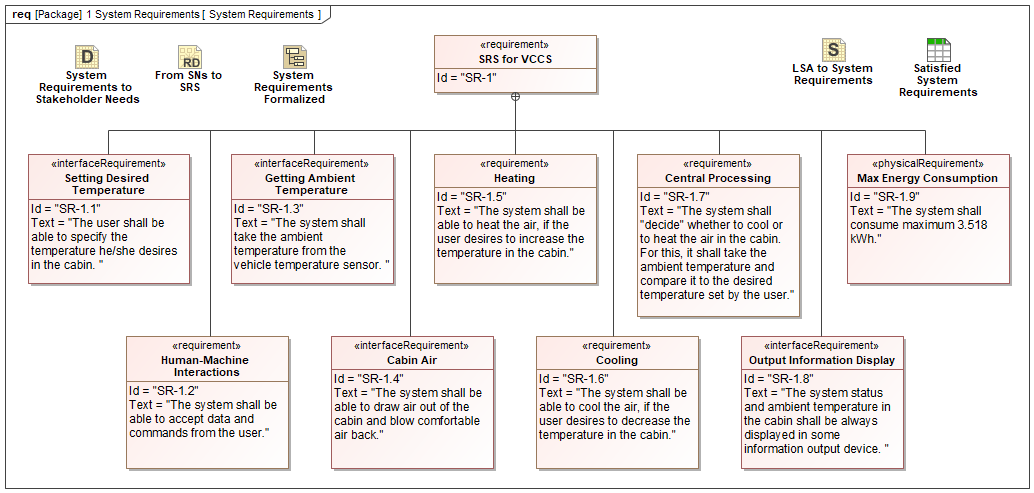 req [Package] 1 System Requirements [ System Requirements ]
D
System
Requirements to
Stakeholder Needs
RD
From SNs to
SRS
System
Requirements
Formalized
«requirement»
SRS for VCCS
Id = "SR-1"
S
LSA to System
Requirements
Satisfied
System
Requirements
«interfaceRequirement»
Setting Desired
Temperature
Id = "SR-1.1"
Text = "The user shall be
able to specify the
temperature he/she desires
in the cabin. "
«interfaceRequirement»
Getting Ambient
Temperature
Id = "SR-1.3"
Text = "The system shall
take the ambient
temperature from the
vehicle temperature sensor. "
«requirement»
Heating
Id = "SR-1.5"
Text = "The system shall be
able to heat the air, if the
user desires to increase the
temperature in the cabin."
«requirement»
Central Processing
Id = "SR-1.7"
Text = "The system shall
"decide" whether to cool or
to heat the air in the cabin.
For this, it shall take the
ambient temperature and
compare it to the desired
temperature set by the user."
«physicalRequirement»
Max Energy Consumption
Id = "SR-1.9"
Text = "The system shall
consume maximum 3.518
kWh."
«requirement»
Human-Machine
Interactions
Id = "SR-1.2"
Text = "The system shall be
able to accept data and
commands from the user."
«interfaceRequirement»
Cabin Air
Id = "SR-1.4"
Text = "The system shall be
able to draw air out of the
cabin and blow comfortable
air back."
«requirement»
Cooling
Id = "SR-1.6"
Text = "The system shall be
able to cool the air, if the
user desires to decrease the
temperature in the cabin."
«interfaceRequirement»
Output Information Display
Id = "SR-1.8"
Text = "The system status
and ambient temperature in
the cabin shall be always
displayed in some
information output device. "